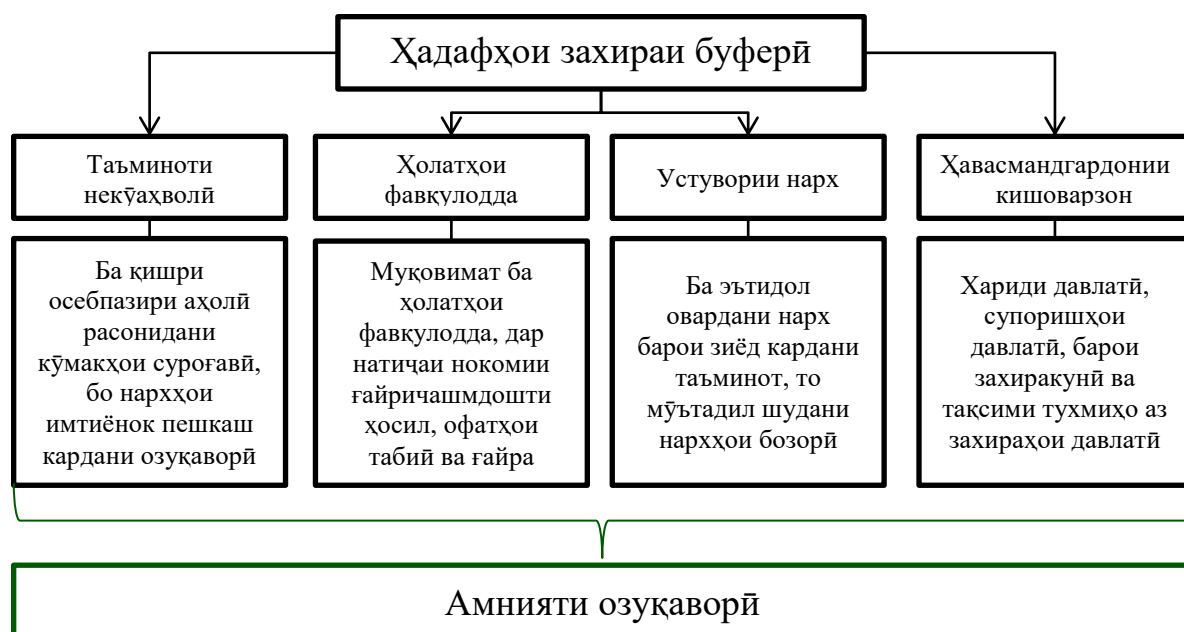 Ҳадафҳои захираи буферӣ
Таъминоти
некӯаҳволӣ
Ҳолатҳои
фавқулодда
Устувории нарх
Ҳавасмандгардонии
кишоварзон
Ба қишри
осебпазири аҳолӣ
расонидани
кӯмакҳои суроғавӣ,
бо нархҳои
имтиёнок пешкаш
кардани озуқаворӣ
Муқовимат ба
ҳолатҳои
фавқулодда, дар
натиҷаи нокомии
ғайричашмдошти
ҳосил, офатҳои
табиӣ ва ғайра
Ба эътидол
овардани нарх
барои зиёд кардани
таъминот, то
мӯътадил шудани
нархҳои бозорӣ
Хариди давлатӣ,
супоришҳои
давлатӣ, барои
захиракунӣ ва
тақсими тухмиҳо аз
захираҳои давлатӣ
Амнияти озуқаворӣ